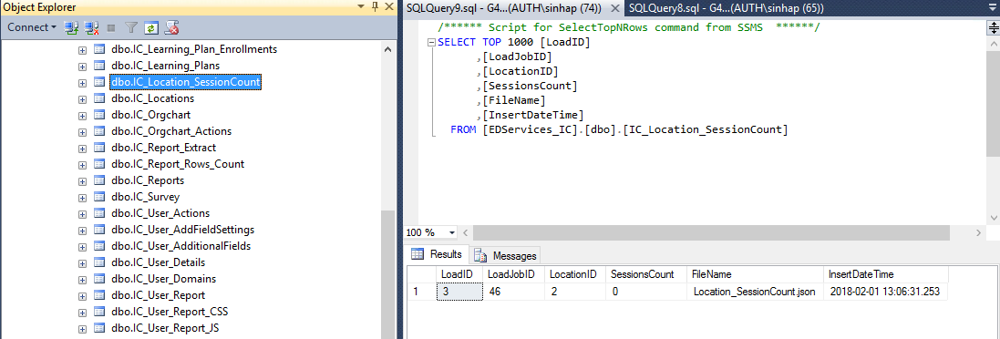 Object Explorer
Connect
dbo.IC_Learning_Plan_Enrollments
dbo.IC_Learning_Plans
dbo.IC_Location_SessionCount
dbo.IC_Locations
dbo.IC_Orgchart
dbo.IC_Orgchart_Actions
dbo.IC_Report_Extract
dbo.IC_Report_Rows_Count
dbo.IC_Reports
dbo.IC_Survey
dbo.IC_User_Actions
dbo.IC_User_AddFieldSettings
dbo.IC_User_AdditionalFields
dbo.IC_User_Details
dbo.IC_User_Domains
dbo.IC_User_Report
dbo.IC_User_Report_CSS
dbo.IC_User_Report_JS
SQLQuery9.sql - G4...(AUTH\sinhap (74)) SQLQuery8.sql - G4...(AUTH\sinhap (65))
/****** Script for SelectTopNRows command from SSMS ******/
SELECT TOP 1000 [LoadID]
,[LoadJobID]
,[LocationID]
,[SessionsCount]
,[FileName]
,[InsertDateTime]
FROM [EDServices_IC].[dbo].[IC_Location_SessionCount]
100 %
Results Messages
LoadID LoadJobID LocationID SessionsCount FileName InsertDateTime
1 3 46 2 0 Location_SessionCount.json 2018-02-01 13:06:31.253